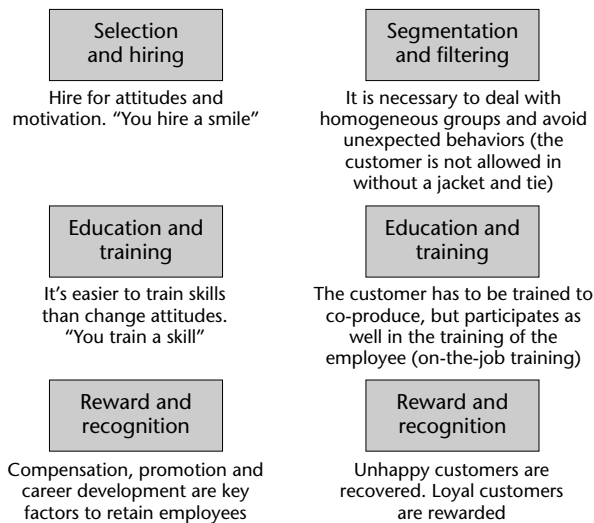 Selection
and hiring
Hire for attitudes and
motivation. “You hire a smile”
Segmentation
and filtering
It is necessary to deal with
homogeneous groups and avoid
unexpected behaviors (the
customer is not allowed in
without a jacket and tie)
Education and
training
It’s easier to train skills
than change attitudes.
“You train a skill”
Education and
training
The customer has to be trained to
co-produce, but participates as
well in the training of the
employee (on-the-job training)
Reward and
recognition
Compensation, promotion and
career development are key
factors to retain employees
Reward and
recognition
Unhappy customers are
recovered. Loyal customers
are rewarded